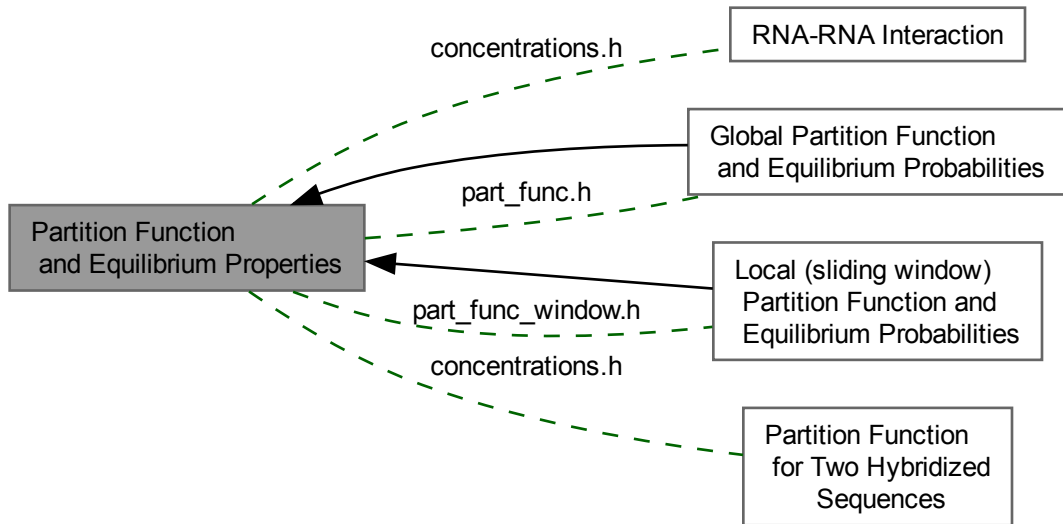 concentrations.h
RNA-RNA Interaction
Global Partition Function
and Equilibrium Probabilities
part_func.h
Partition Function
and Equilibrium Properties
Local (sliding window)
Partition Function and
Equilibrium Probabilities
part_func_window.h
concentrations.h
Partition Function
for Two Hybridized
Sequences